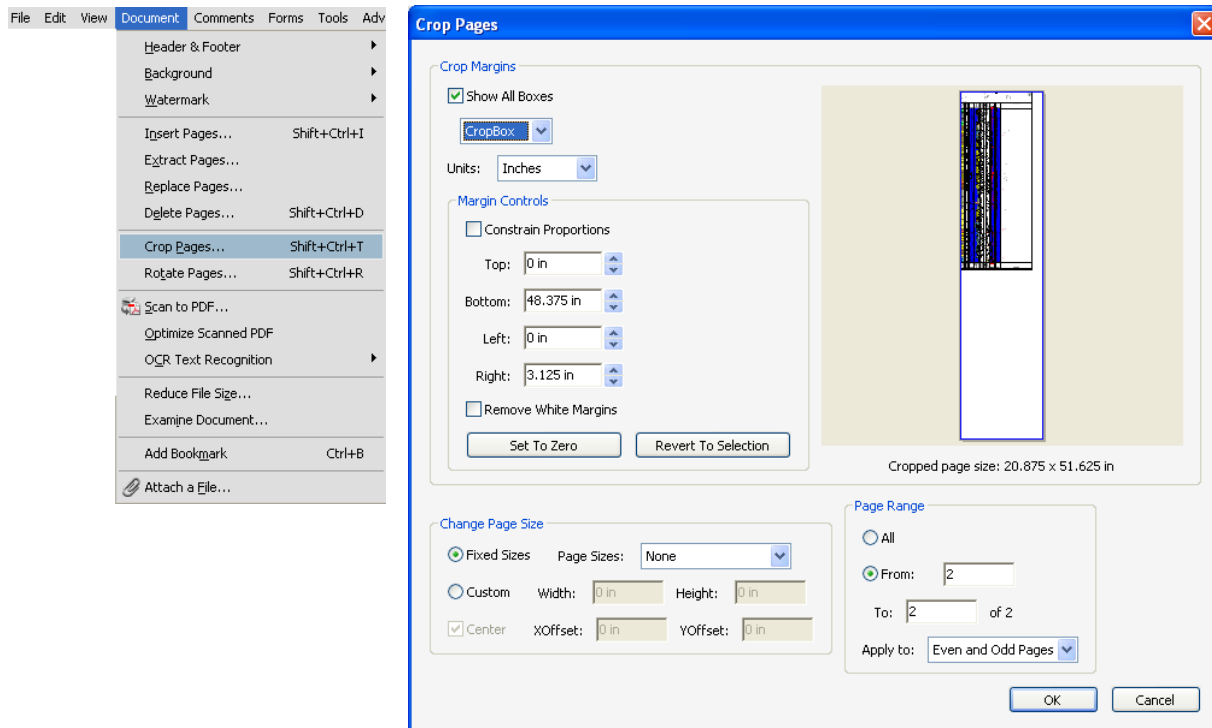 File Edit View Document Comments Forms Tools Adv
Header & Footer
Background
Watermark
Insert Pages... Shift+Ctrl+I
Extract Pages...
Replace Pages...
Delete Pages... Shift+Ctrl+D
Crop Pages... Shift+Ctrl+T
Rotate Pages... Shift+Ctrl+R
Scan to PDF...
Optimize Scanned PDF
OCR Text Recognition
Reduce File Size...
Examine Document...
Add Bookmark Ctrl+B
Attach a File...
Crop Pages
Crop Margins
Show All Boxes
CropBox
Units: Inches
Margin Controls
Constrain Proportions
Top: 0 in
Bottom: 48.375 in
Left: 0 in
Right: 3.125 in
Remove White Margins
Set To Zero Revert To Selection
Cropped page size: 20.875 x 51.625 in
Change Page Size
Fixed Sizes Page Sizes: None
Custom Width: 0 in Height: 0 in
Center XOffset: 0 in YOffset: 0 in
Page Range
All
From: 2
To: 2 of 2
Apply to: Even and Odd Pages
OK Cancel